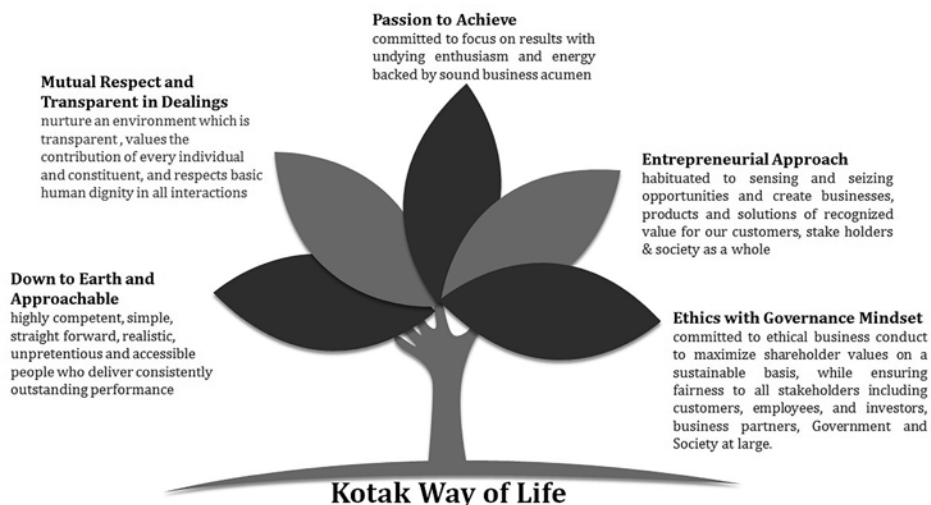 Passion to Achieve
committed to focus on results with
undying enthusiasm and energy
backed by sound business acumen
Mutual Respect and
Transparent in Dealings
nurture an environment which is
transparent , values the
contribution of every individual
and constituent, and respects basic
human dignity in all interactions
Entrepreneurial Approach
habituated to sensing and seizing
opportunities and create businesses,
products and solutions of recognized
value for our customers, stake holders
& society as a whole
Down to Earth and
Approachable
highly competent, simple,
straight forward, realistic,
unpretentious and accessible
people who deliver consistently
outstanding performance
Ethics with Governance Mindset
committed to ethical business conduct
to maximize shareholder values on a
sustainable basis, while ensuring
fairness to all stakeholders including
customers, employees, and investors,
business partners, Government and
Society at large.
Kotak Way of Life